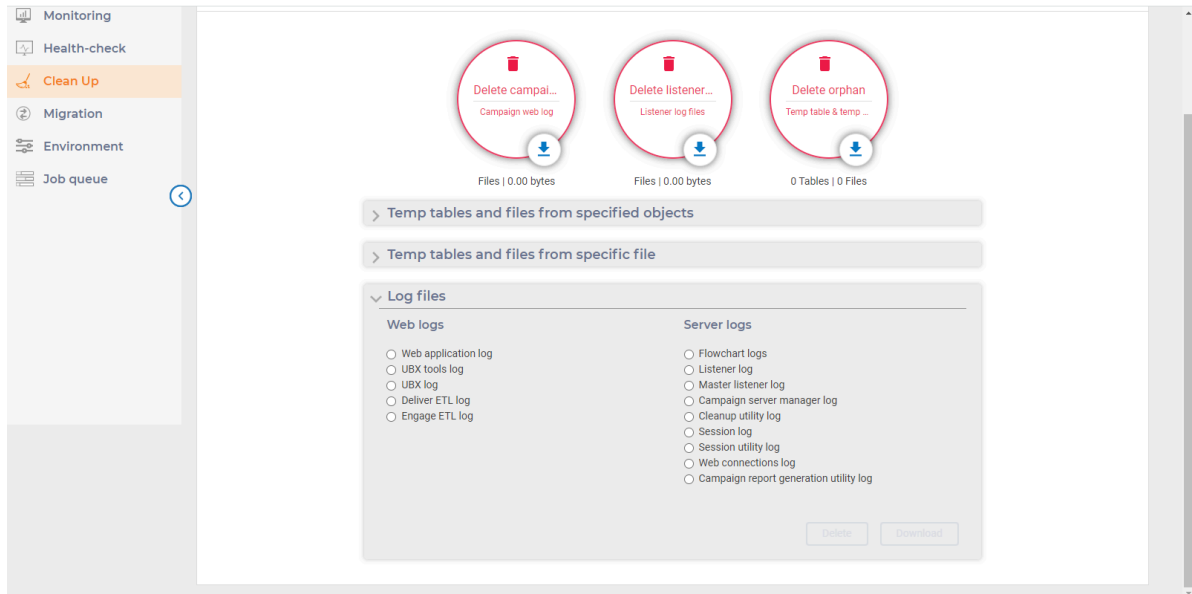 Monitoring
Health-check
Clean Up
Migration
Environment
Job queue
Delete campai...
Campaign web log
Files | 0.00 bytes
Delete listener...
Listener log files
Files | 0.00 bytes
Delete orphan
Temp table & temp ...
0 Tables | 0 Files
Temp tables and files from specified objects
Temp tables and files from specific file
Log files
Web logs
Web application log
UBX tools log
UBX log
Deliver ETL log
Engage ETL log
Server logs
Flowchart logs
Listener log
Master listener log
Campaign server manager log
Cleanup utility log
Session log
Session utility log
Web connections log
Campaign report generation utility log
Delete
Download